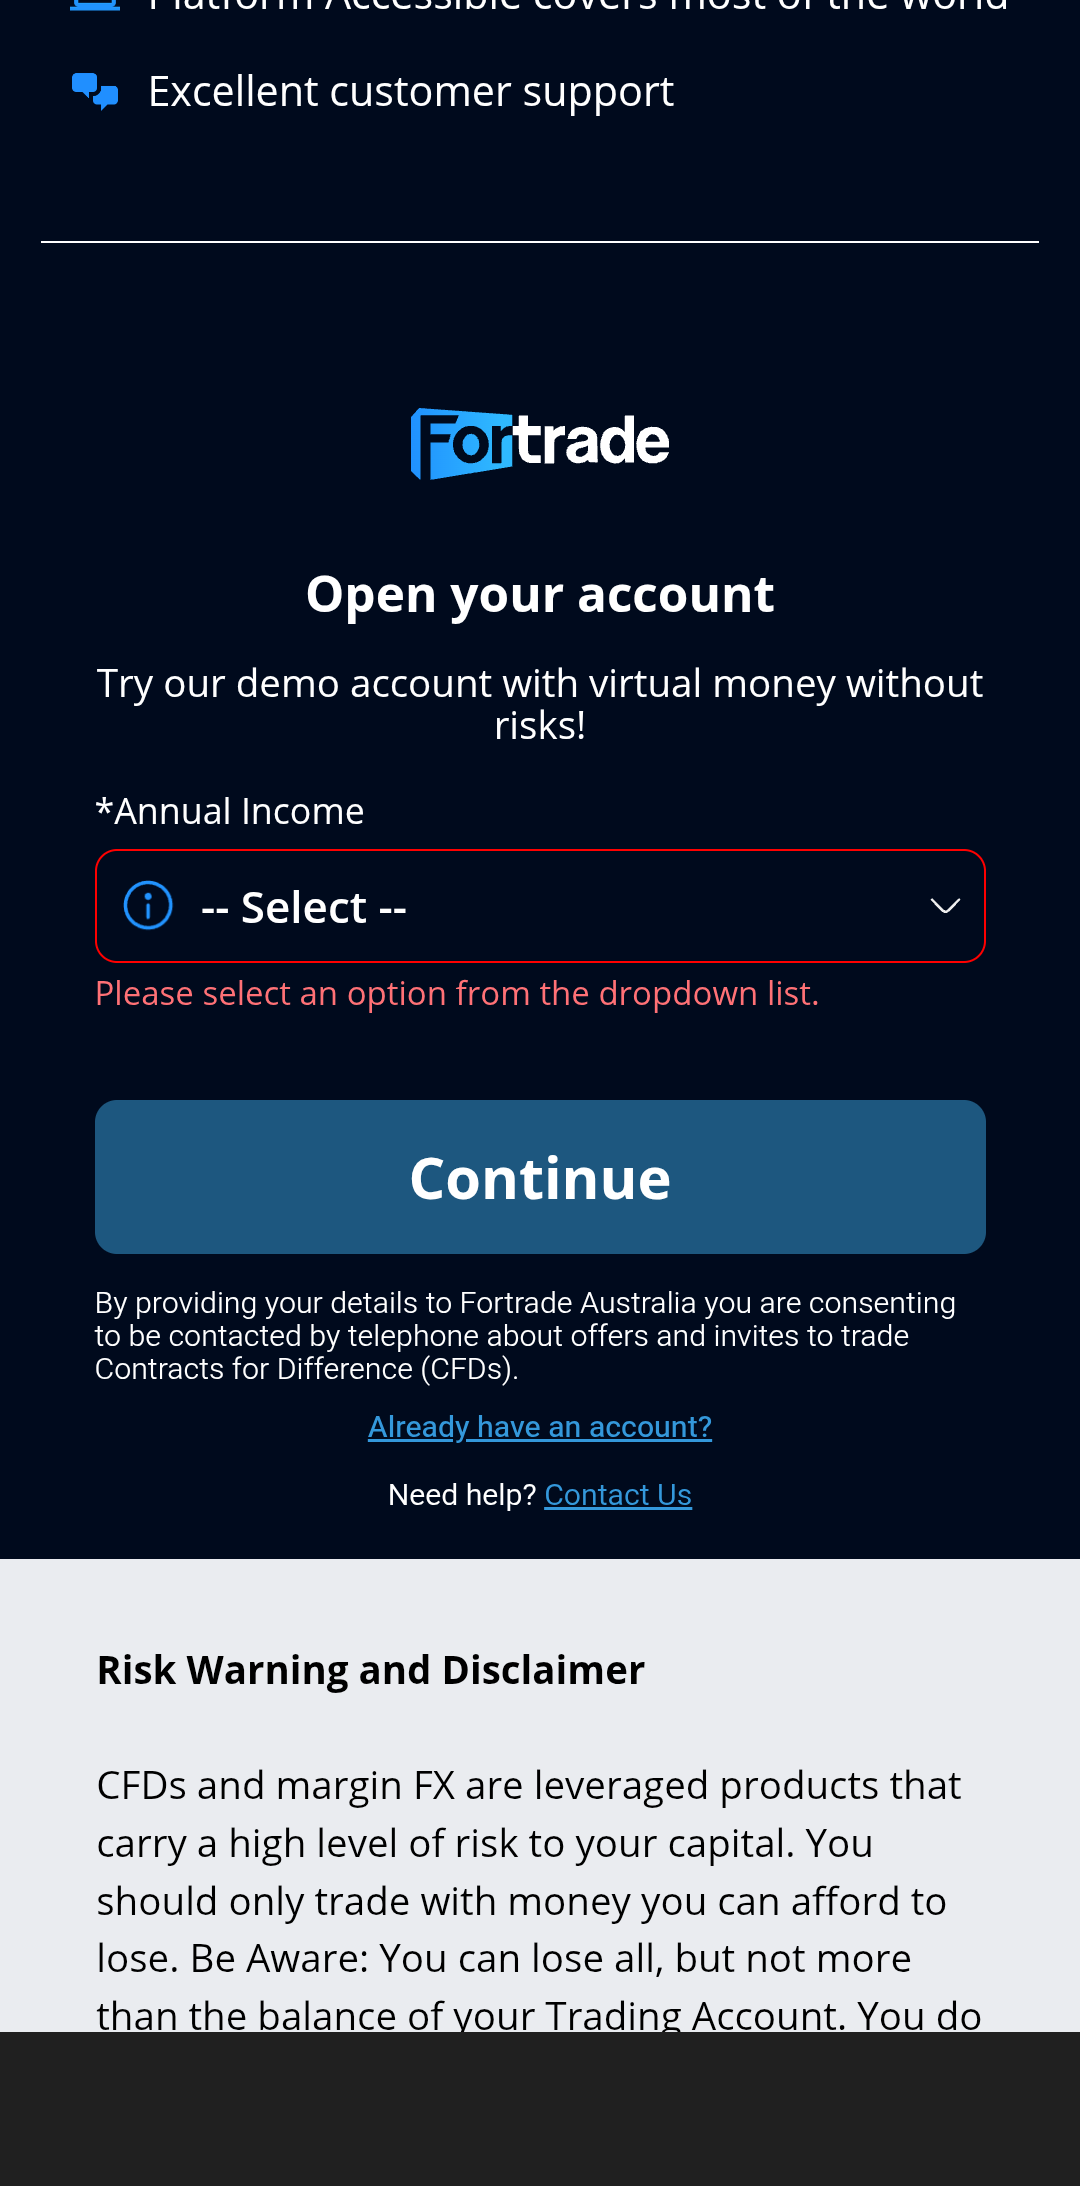 Platform Accessible covers most of the world
Excellent customer support
Fortrade
Open your account
Try our demo account with virtual money without
risks!
*Annual Income
-- Select --
Please select an option from the dropdown list.
Continue
By providing your details to Fortrade Australia you are consenting
to be contacted by telephone about offers and invites to trade
Contracts for Difference (CFDs).
Already have an account?
Need help? Contact Us
Risk Warning and Disclaimer
CFDs and margin FX are leveraged products that
carry a high level of risk to your capital. You
should only trade with money you can afford to
lose. Be Aware: You can lose all, but not more
than the balance of your Trading Account. You do